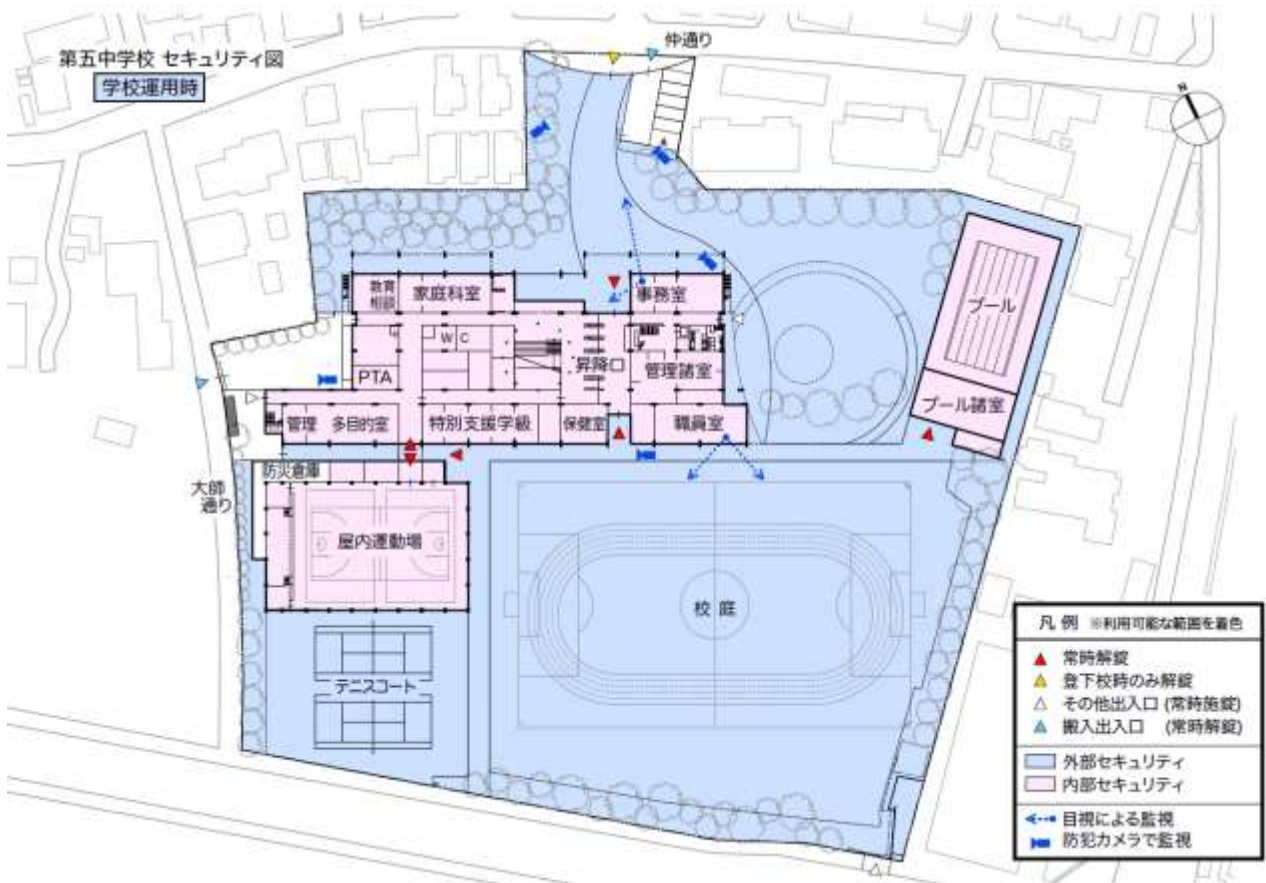 第五中学校 セキュリティ図
学校運用時
仲通り
N
教育
相談
家庭科室
事務室
プール
W C
昇降口
管理諸室
PTA
プール諸室
管理
多目的室
特別支援学級
保健室
職員室
防災倉庫
大師
通り
屋内運動場
校庭
テニスコート
凡例 ※利用可能な範囲を着色
常時解錠
登下校時のみ解錠
その他出入口 (常時施錠)
搬入出入口 (常時解錠)
外部セキュリティ
内部セキュリティ
目視による監視
防犯カメラで監視